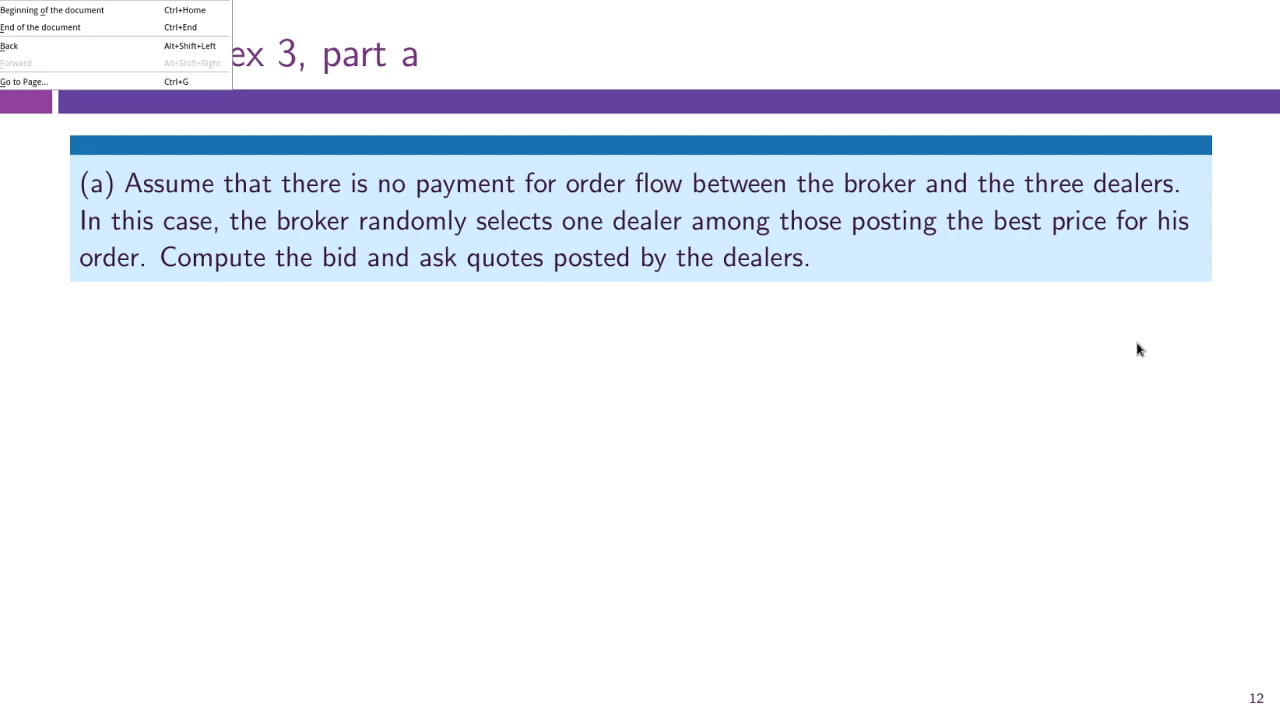 Beginning of the document Ctrl+Home
End of the document Ctrl+End
Back Alt+Shift+Left
Forward Alt+Shift+Right
Go to Page... Ctrl+G
ex 3, part a
(a) Assume that there is no payment for order flow between the broker and the three dealers.
In this case, the broker randomly selects one dealer among those posting the best price for his
order. Compute the bid and ask quotes posted by the dealers.
12